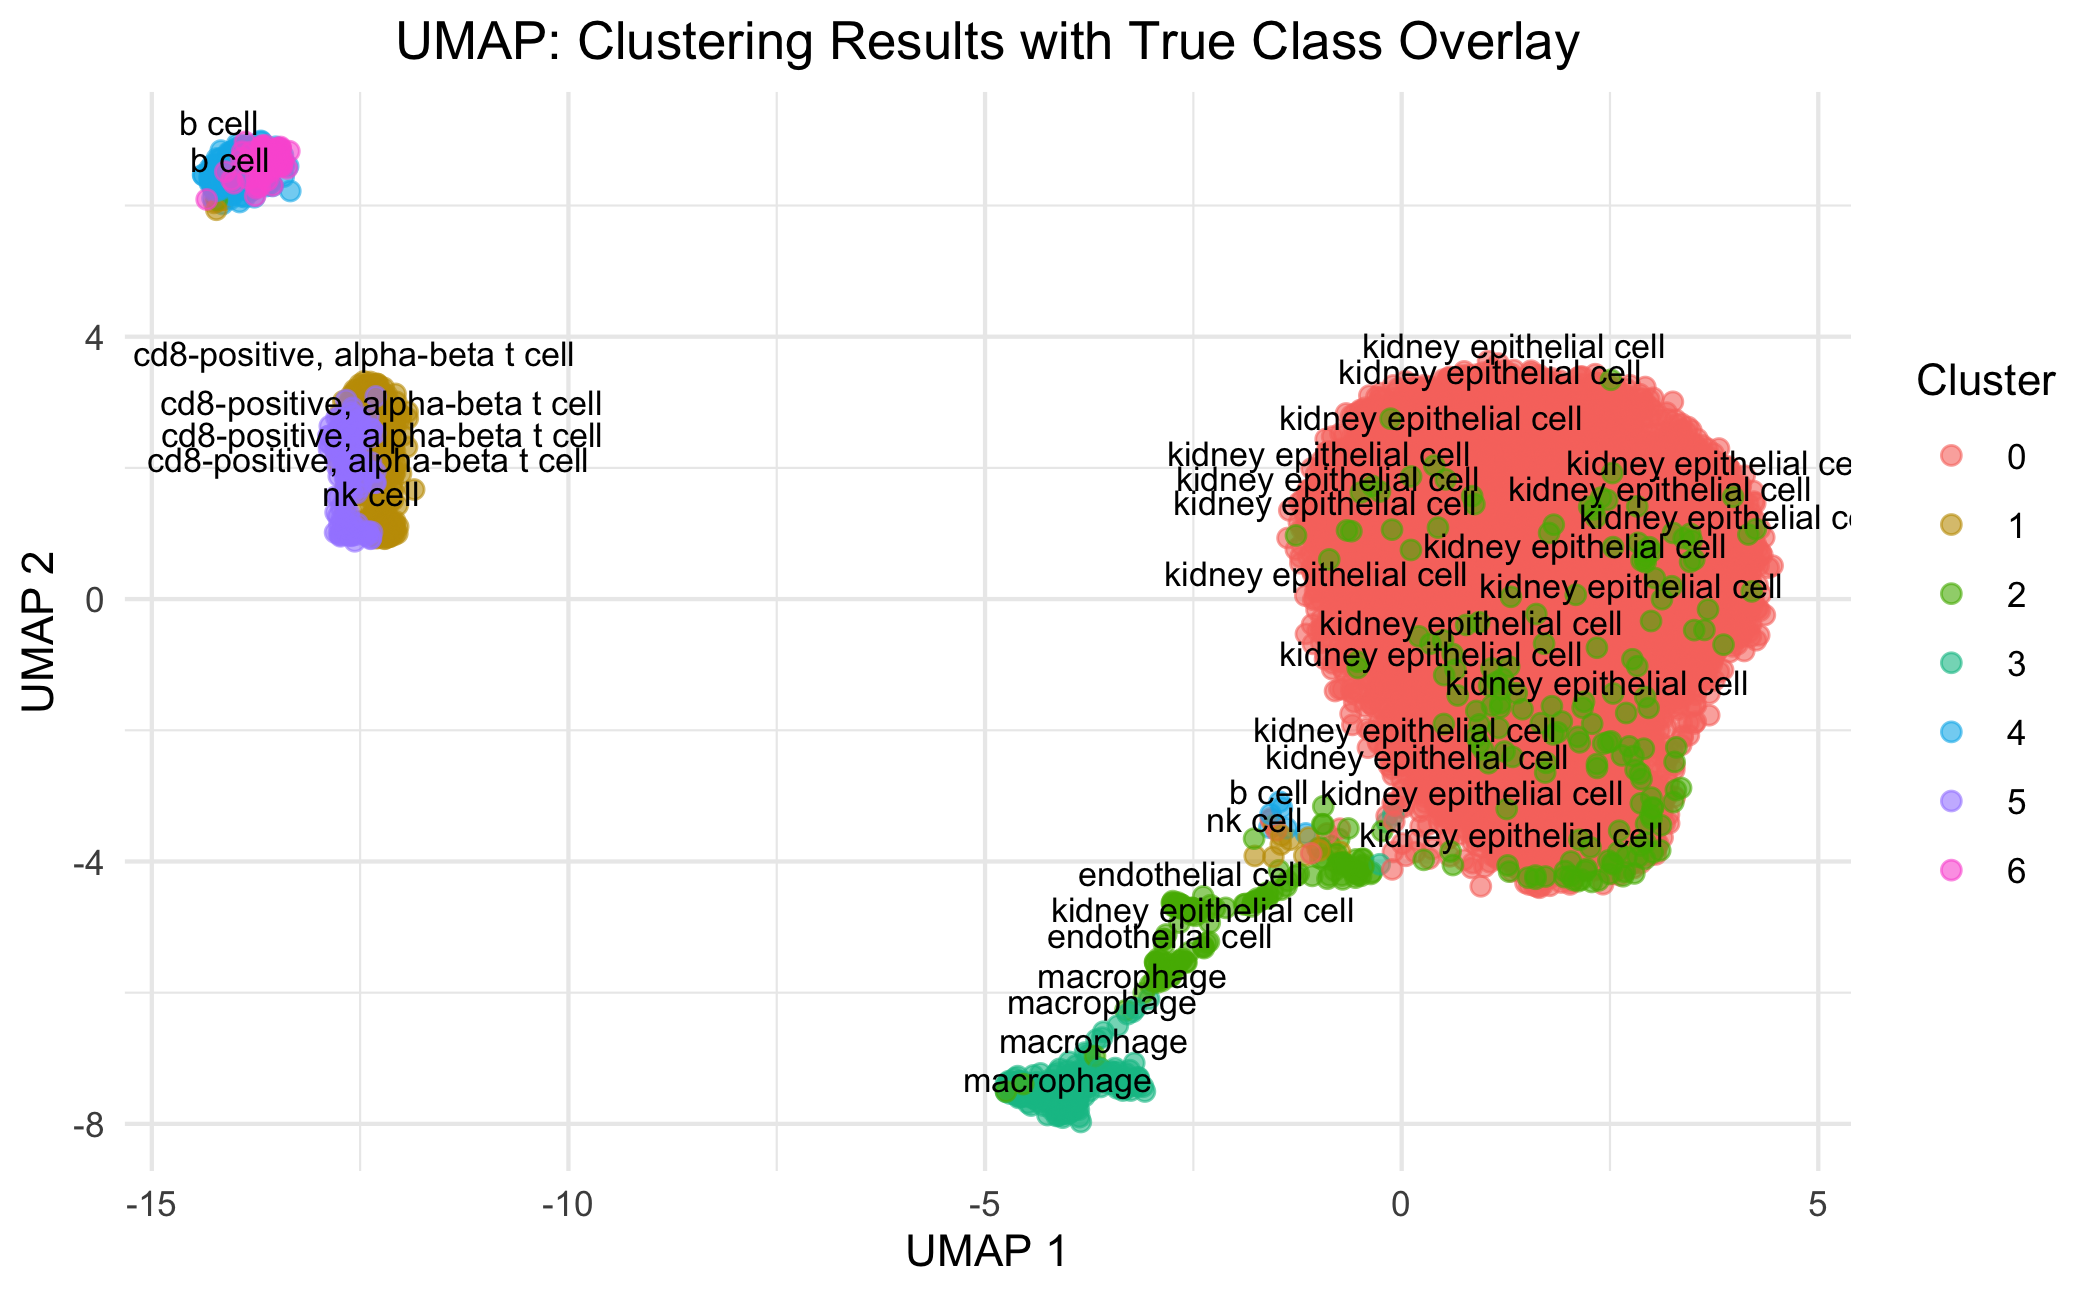 UMAP: Clustering Results with True Class Overlay
b cell
b cell
cd8-positive, alpha-beta t cell
cd8-positive, alpha-beta t cell
cd8-positive, alpha-beta t cell
cd8-positive, alpha-beta t cell
nk cell
kidney epithelial cell
kidney epithelial cell
kidney epithelial cell
kidney epithelial cell
kidney epithelial ce
kidney epithelial cell
kidney epithelial cell
kidney epithelial cell
kidney epithelial c
kidney epithelial cell
kidney epithelial cell
kidney epithelial cell
kidney epithelial cell
kidney epithelial cell
kidney epithelial cell
kidney epithelial cell
kidney epithelial cell
b cell
kidney epithelial cell
nk cell
kidney epithelial cell
endothelial cell
kidney epithelial cell
endothelial cell
macrophage
macrophage
macrophage
macrophage
4
0
-4
-8
UMAP 2
-15
-10
-5
0
5
UMAP 1
Cluster
0
1
2
3
4
5
6